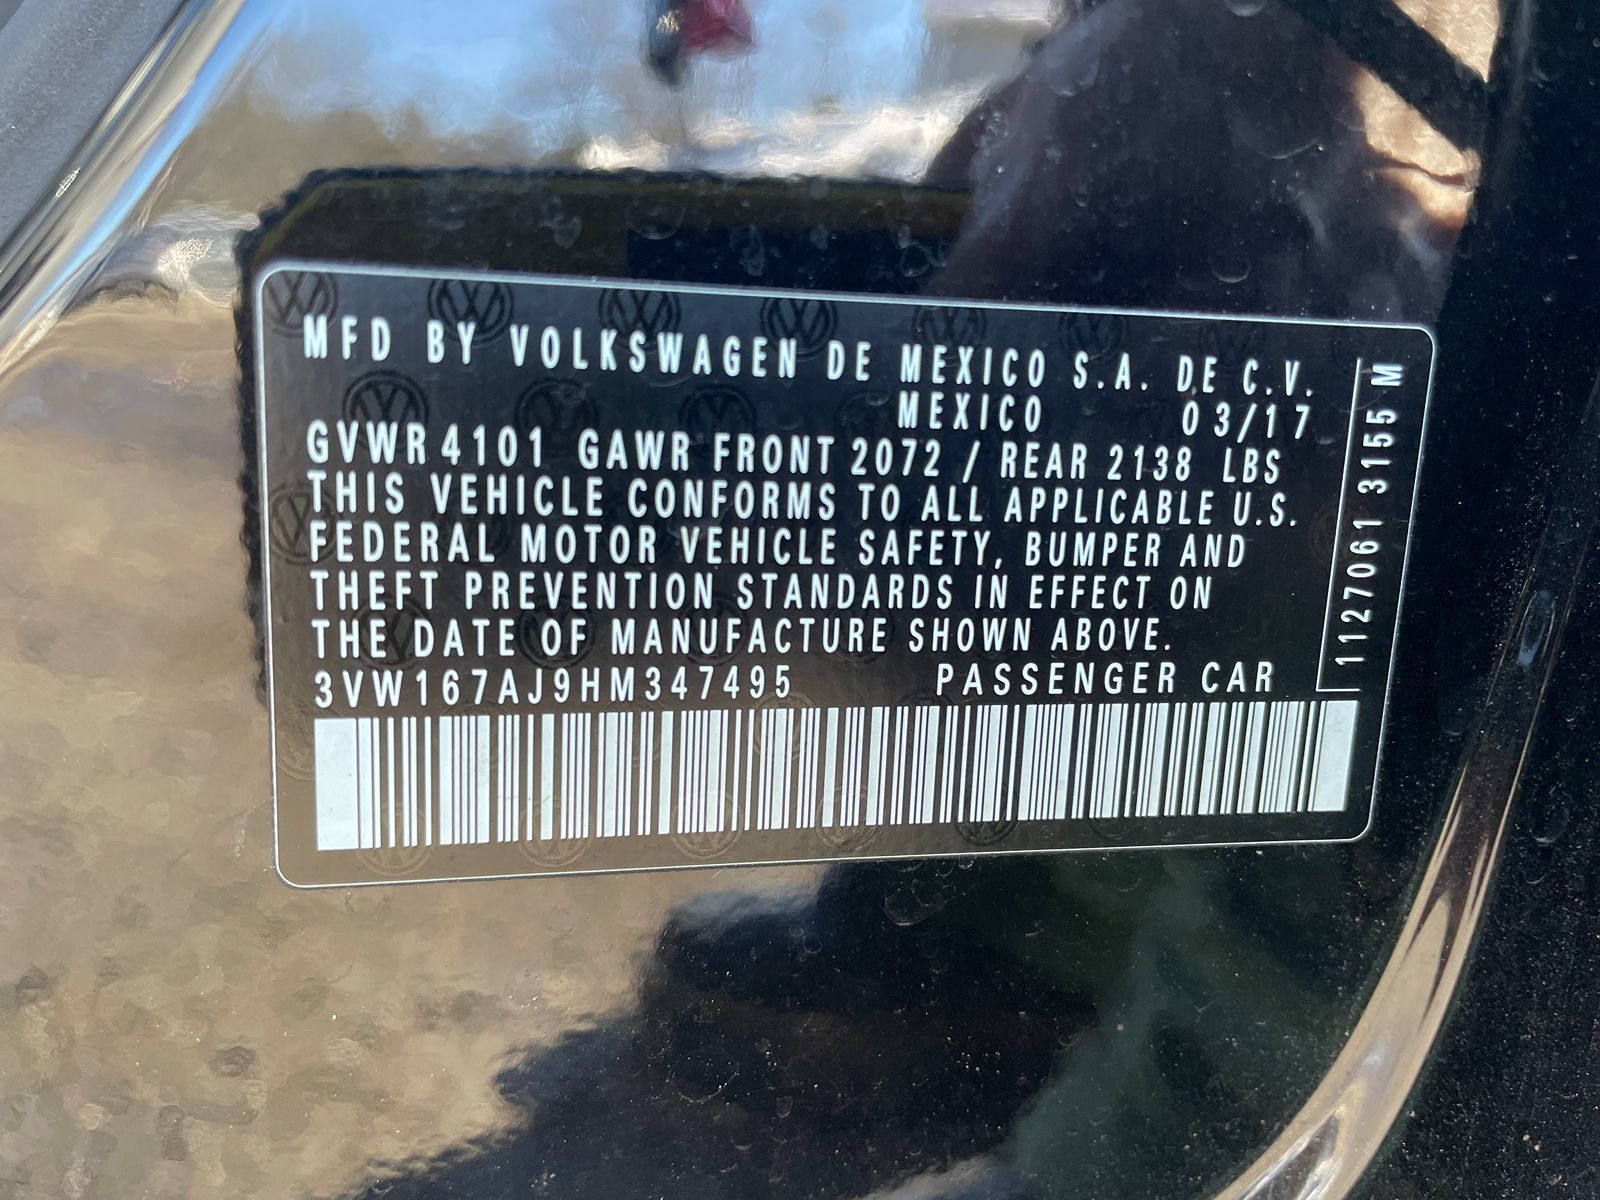 MFD BY VOLKSWAGEN DE MEXICO S.A. DE C.V.
MEXICO 03/17
GVWR 4101 GAWR FRONT 2072 / REAR 2138 LBS
THIS VEHICLE CONFORMS TO ALL APPLICABLE U.S.
FEDERAL MOTOR VEHICLE SAFETY, BUMPER AND
THEFT PREVENTION STANDARDS IN EFFECT ON
THE DATE OF MANUFACTURE SHOWN ABOVE.
3VW167AJ9HM347495 PASSENGER CAR
1127061 3155 M